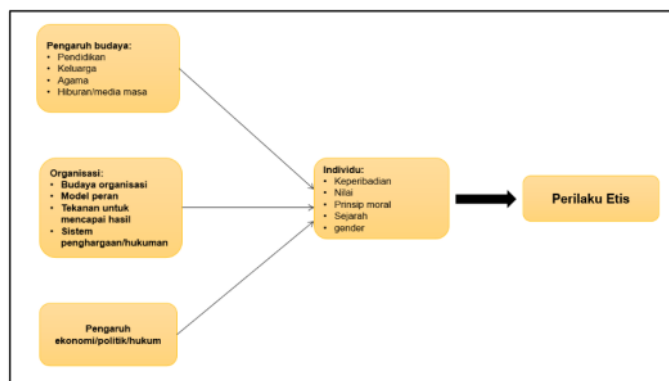 Pengaruh budaya:
• Pendidikan
• Keluarga
• Agama
• Hiburan/media masa
Organisasi:
• Budaya organisasi
• Model peran
• Tekanan untuk
mencapai hasil
• Sistem
penghargaan/hukuman
Pengaruh
ekonomi/politik/hukum
Individu:
• Keperibadian
• Nilai
• Prinsip moral
• Sejarah
• gender
Perilaku Etis